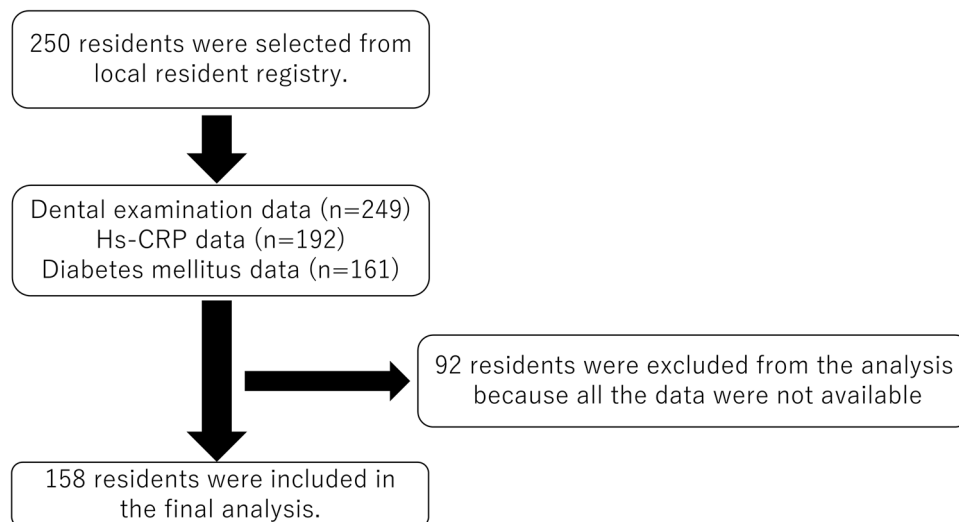 250 residents were selected from
local resident registry.
Dental examination data (n=249)
Hs-CRP data (n=192)
Diabetes mellitus data (n=161)
92 residents were excluded from the analysis
because all the data were not available
158 residents were included in
the final analysis.